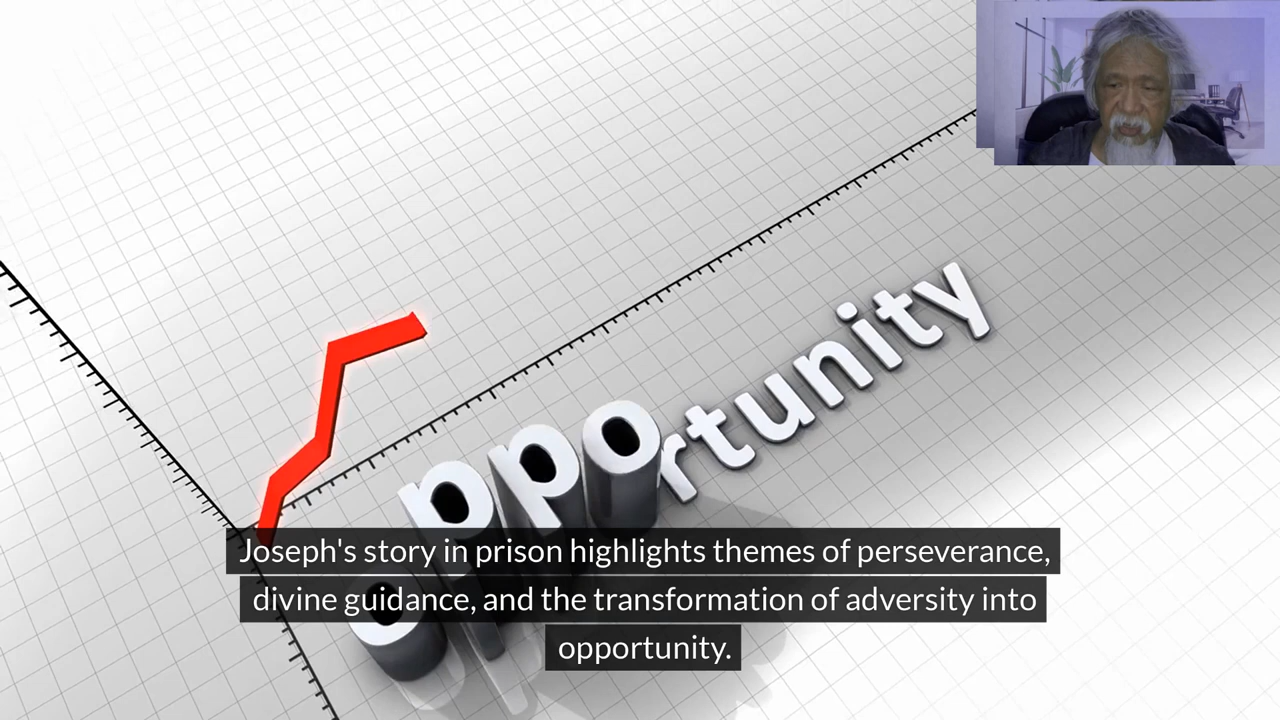 opportunity
Joseph's story in prison highlights themes of perseverance,
divine guidance, and the transformation of adversity into
opportunity.